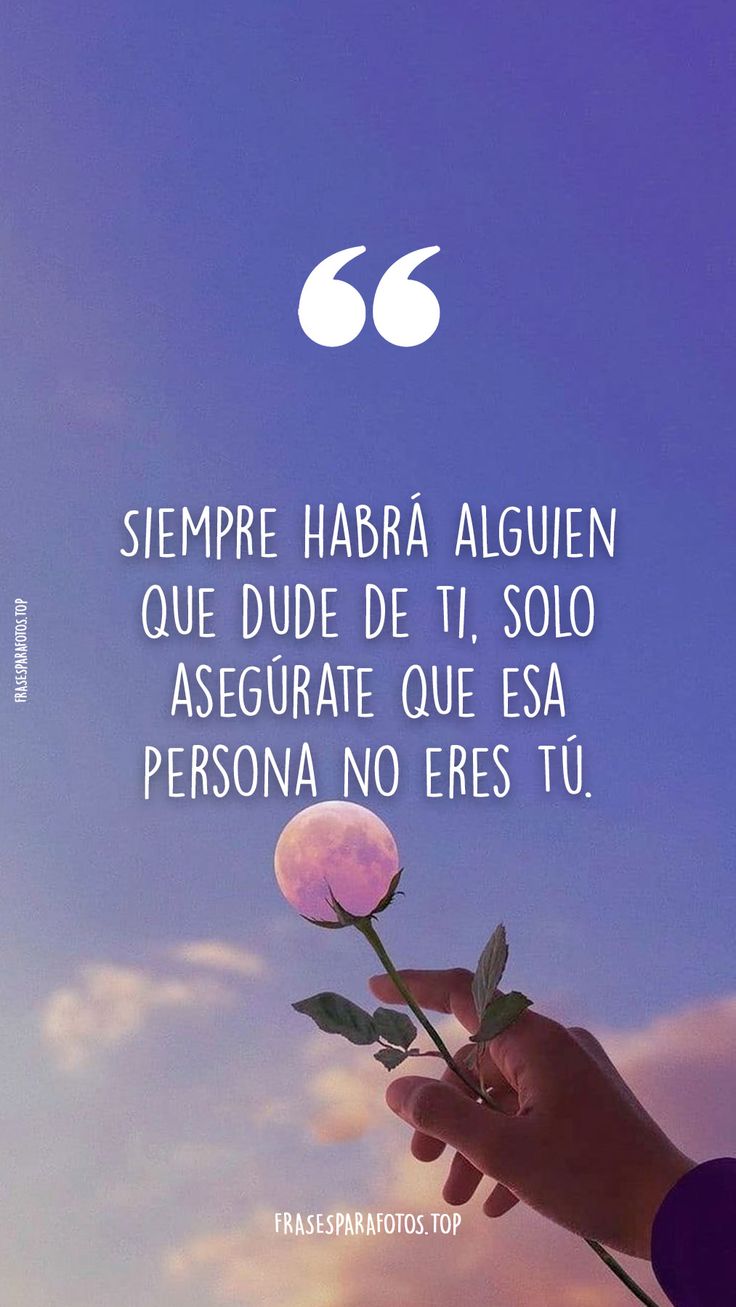 SIEMPRE HABRÁ ALGUIEN
QUE DUDE DE TI, SOLO
ASEGÚRATE QUE ESA
PERSONA NO ERES TÚ.
FRASESPARAFOTOS.TOP
FRASESPARAFOTOS.TOP